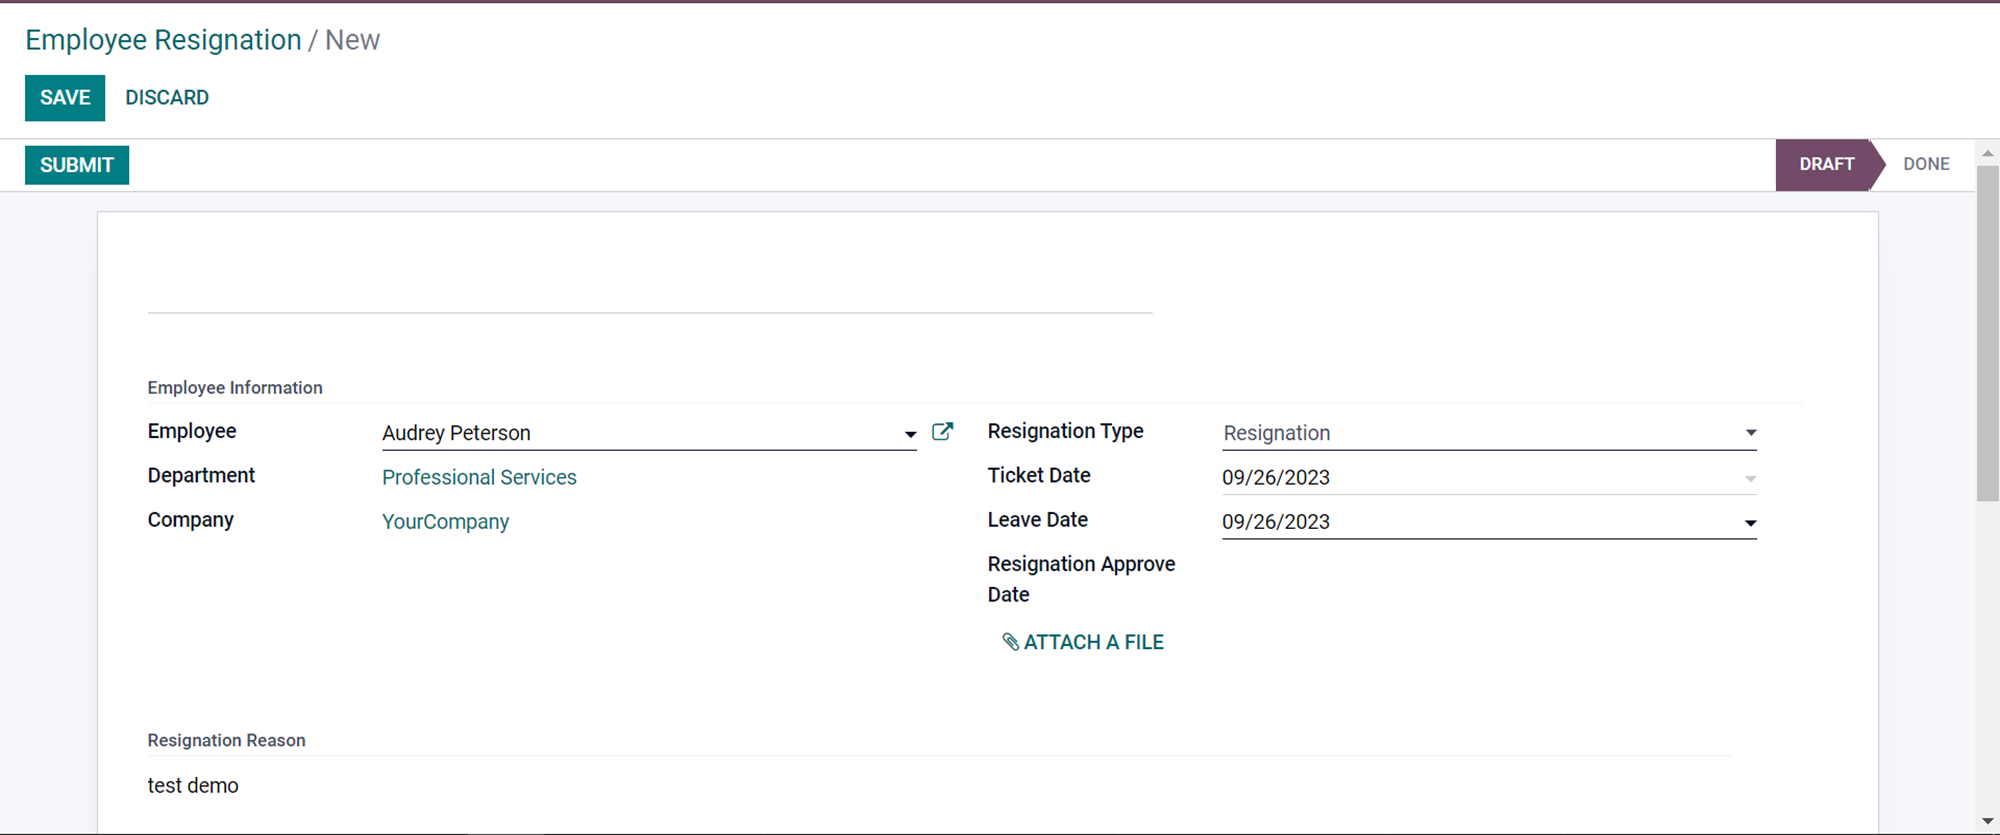 Employee Resignation / New
SAVE DISCARD
SUBMIT DRAFT DONE
Employee Information
Employee Audrey Peterson Resignation Type Resignation
Department Professional Services Ticket Date 09/26/2023
Company YourCompany Leave Date 09/26/2023
Resignation Approve
Date
ATTACH A FILE
Resignation Reason
test demo